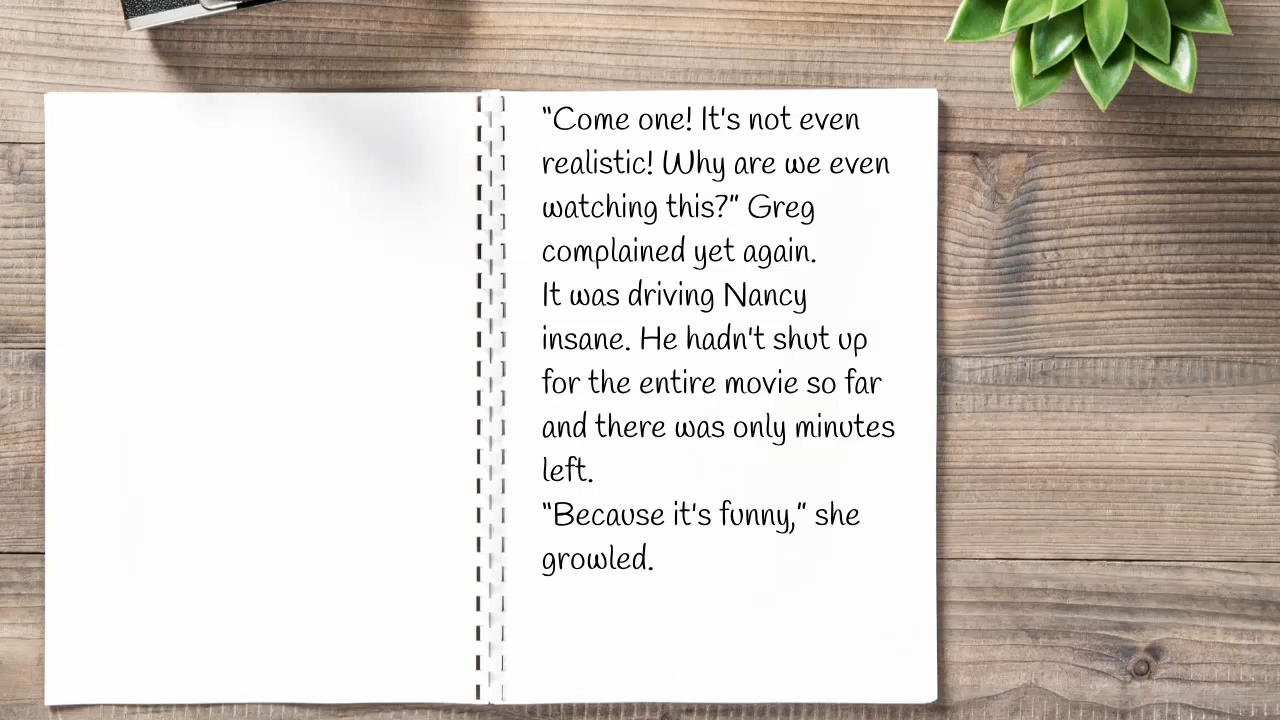 "Come one! It's not even
realistic! Why are we even
watching this?" Greg
complained yet again.
It was driving Nancy
insane. He hadn't shut up
for the entire movie so far
and there was only minutes
left.
"Because it's funny," she
growled.